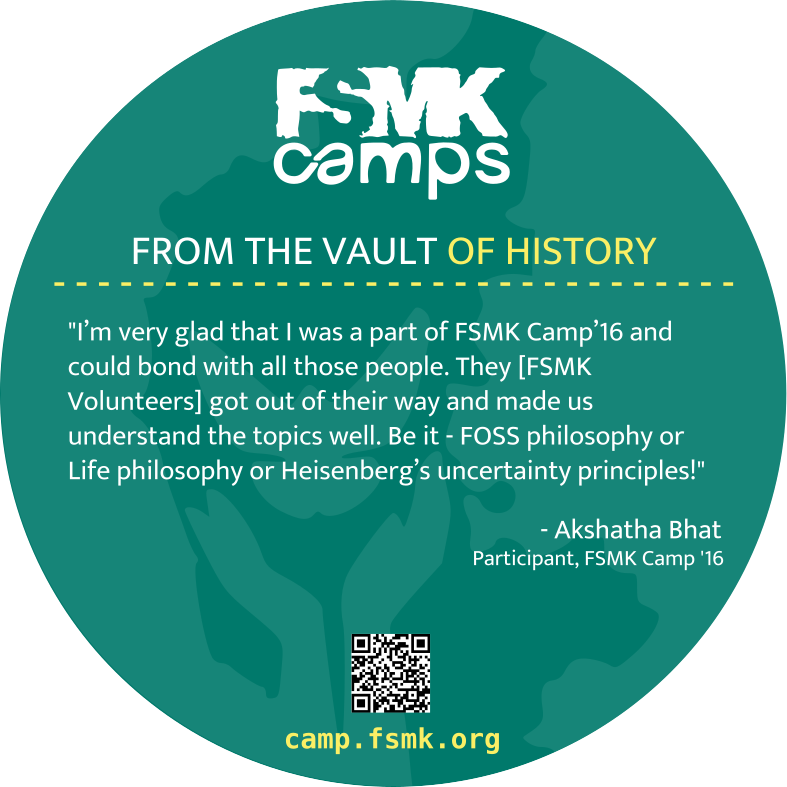 FSMK
camps
FROM THE VAULT OF HISTORY
"I’m very glad that I was a part of FSMK Camp’16 and
could bond with all those people. They [FSMK
Volunteers] got out of their way and made us
understand the topics well. Be it - FOSS philosophy or
Life philosophy or Heisenberg’s uncertainty principles!"
- Akshatha Bhat
Participant, FSMK Camp '16
camp.fsmk.org